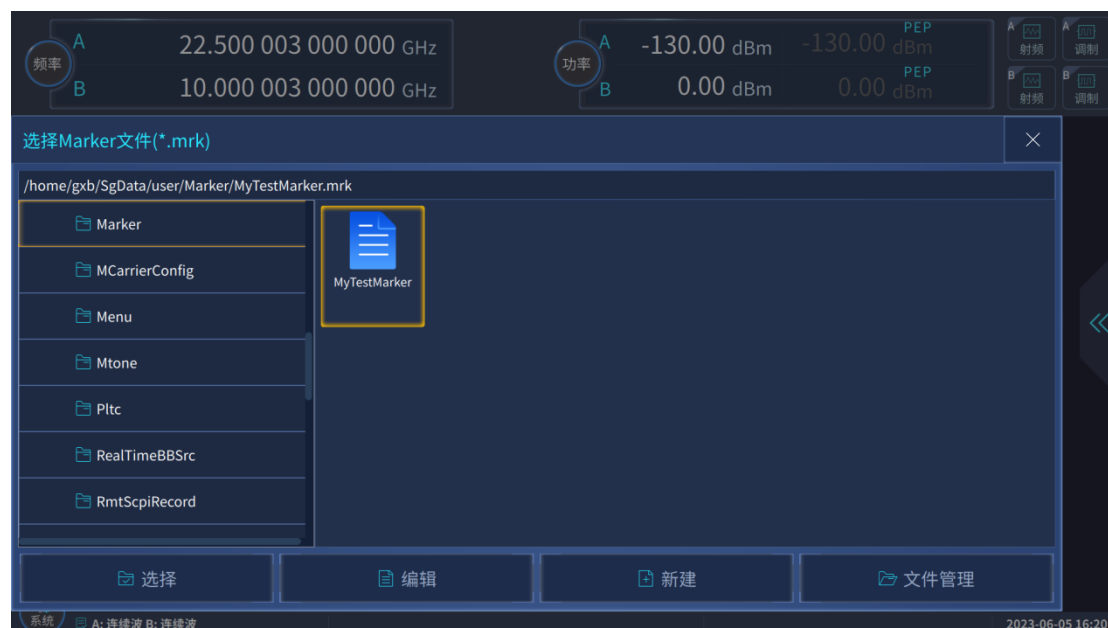 频率
A 22.500 003 000 000 GHz
B 10.000 003 000 000 GHz
功率
PEP
A -130.00 dBm -130.00 dBm
PEP
B 0.00 dBm 0.00 dBm
A 射频
A 调制
B 射频
B 调制
选择Marker文件(*.mrk)
/home/gxb/SgData/user/Marker/MyTestMarker.mrk
Marker
MCarrierConfig
Menu
Mtone
Pltc
RealTimeBBSrc
RmtScpiRecord
MyTestMarker
选择
编辑
新建
文件管理
系统
A: 连续波 B: 连续波
2023-06-05 16:20